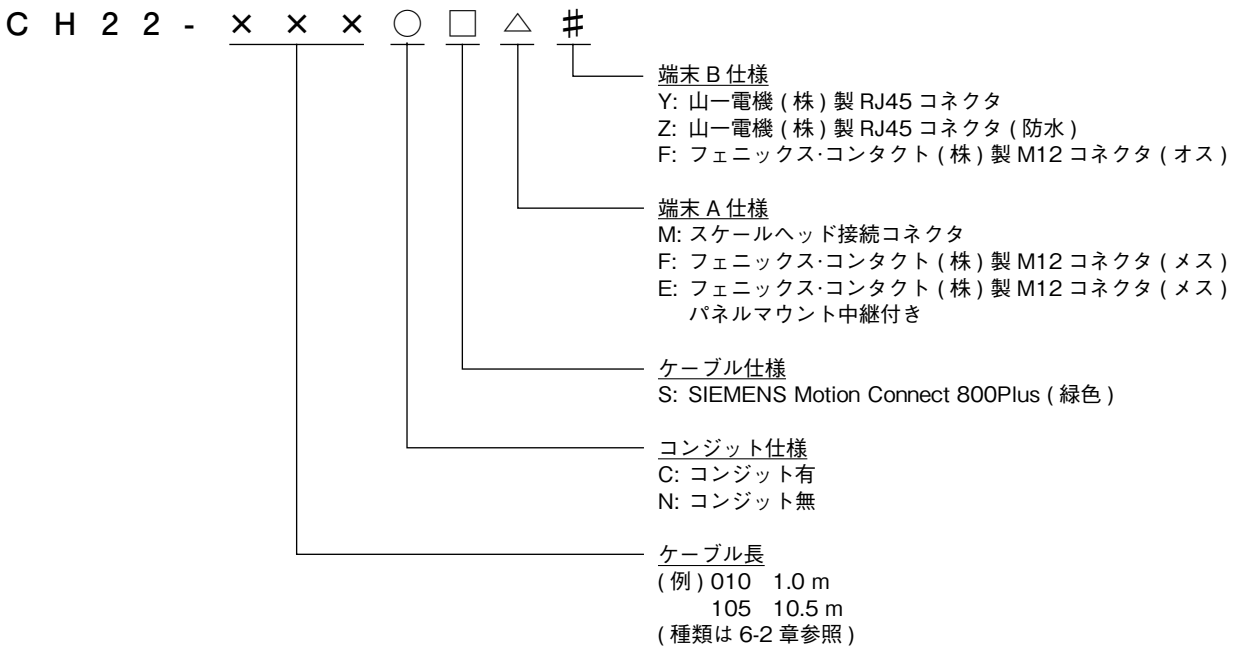 CH22-×××○□△#
端末 B 仕様
Y: 山一電機 ( 株 ) 製 RJ45 コネクタ
Z: 山一電機 ( 株 ) 製 RJ45 コネクタ ( 防水 )
F: フェニックス·コンタクト ( 株 ) 製 M12 コネクタ ( オス )
端末 A 仕様
M: スケールヘッド接続コネクタ
F: フェニックス·コンタクト ( 株 ) 製 M12 コネクタ ( メス )
E: フェニックス·コンタクト ( 株 ) 製 M12 コネクタ ( メス )
パネルマウント中継付き
ケーブル仕様
S: SIEMENS Motion Connect 800Plus ( 緑色 )
コンジット仕様
C: コンジット有
N: コンジット無
ケーブル長
( 例 ) 010 1.0 m
105 10.5 m
( 種類は 6-2 章参照 )